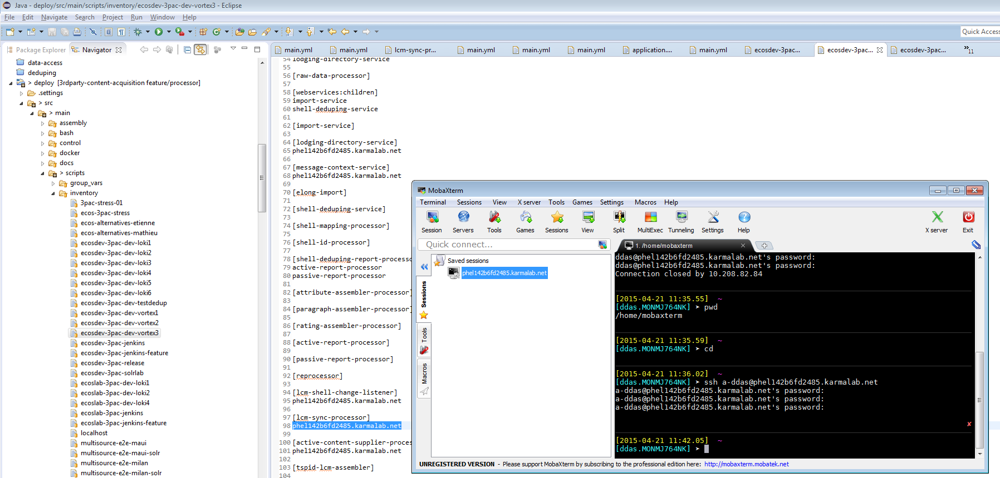 Java - deploy/src/main/scripts/inventory/ecosdev-3pac-dev-vortex3 - Eclipse
File Edit Navigate Search Project Run Window Help
Quick Access
Package Explorer Navigator
data-access
deduping
> deploy [3rdparty-content-acquisition feature/processor]
.settings
> src
> main
assembly
bash
control
docker
docs
> scripts
group_vars
inventory
3pac-stress-01
ecos-3pac-stress
ecos-alternatives-etienne
ecos-alternatives-mathieu
ecosdev-3pac-dev-loki1
ecosdev-3pac-dev-loki2
ecosdev-3pac-dev-loki3
ecosdev-3pac-dev-loki4
ecosdev-3pac-dev-loki5
ecosdev-3pac-dev-loki6
ecosdev-3pac-dev-testdedup
ecosdev-3pac-dev-vortex1
ecosdev-3pac-dev-vortex2
ecosdev-3pac-dev-vortex3
ecosdev-3pac-jenkins
ecosdev-3pac-jenkins-feature
ecosdev-3pac-release
ecosdev-3pac-solrlab
ecoslab-3pac-dev-loki1
ecoslab-3pac-dev-loki2
ecoslab-3pac-dev-loki4
ecoslab-3pac-jenkins
ecoslab-3pac-jenkins-feature
localhost
multisource-e2e-maui
multisource-e2e-maui-solr
multisource-e2e-milan
multisource-e2e-milan-solr
main.yml main.yml lcm-sync-pr... main.yml main.yml main.yml application.... main.yml ecosdev-3pac... ecosdev-3pac... ecosdev-3pac... »11
54 lodging-directory-service
55
56 [raw-data-processor]
57
58 [webservices:children]
59 import-service
60 shell-deduping-service
61
62 [import-service]
63
64 [lodging-directory-service]
65 phel142b6fd2485.karmalab.net
66
67 [message-context-service]
68 phel142b6fd2485.karmalab.net
69
70 [elong-import]
71
72 [shell-deduping-service]
73
74 [shell-mapping-processor]
75
76 [shell-id-processor]
77
78 [shell-deduping-report-processo
79 active-report-processor
80 passive-report-processor
81
82 [attribute-assembler-processor]
83
84 [paragraph-assembler-processor]
85
86 [rating-assembler-processor]
87
88 [active-report-processor]
89
90 [passive-report-processor]
91
92 [reprocessor]
93
94 [lcm-shell-change-listener]
95 phel142b6fd2485.karmalab.net
96
97 [lcm-sync-processor]
98 phel142b6fd2485.karmalab.net
99
100 [active-content-supplier-proces
101 phel142b6fd2485.karmalab.net
102
103 [tspid-lcm-assembler]
104
MobaXterm
Terminal Sessions View X server Tools Games Settings Macros Help
Session Servers Tools Games Sessions View Split MultiExec Tunneling Settings Help X server Exit
Quick connect...
1. /home/mobaxterm
Saved sessions
phel142b6fd2485.karmalab.net
Sessions
Tools
Macros
ddas@phel142b6fd2485.karmalab.net's password:
ddas@phel142b6fd2485.karmalab.net's password:
Connection closed by 10.208.82.84
[2015-04-21 11:35.55] ~
[ddas.MONMJ764NK] ➤ pwd
/home/mobaxterm
[2015-04-21 11:35.59] ~
[ddas.MONMJ764NK] ➤ cd
[2015-04-21 11:36.02] ~
[ddas.MONMJ764NK] ➤ ssh a-ddas@phel142b6fd2485.karmalab.net
a-ddas@phel142b6fd2485.karmalab.net's password:
a-ddas@phel142b6fd2485.karmalab.net's password:
a-ddas@phel142b6fd2485.karmalab.net's password:
[2015-04-21 11:42.05] ~
[ddas.MONMJ764NK] ➤
UNREGISTERED VERSION - Please support MobaXterm by subscribing to the professional edition here: http://mobaxterm.mobatek.net